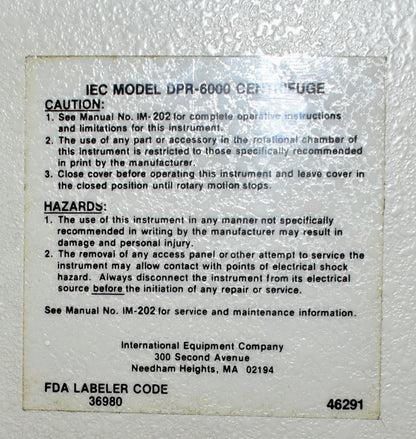 IEC MODEL DPR-6000 CENTRIFUGE
CAUTION:
1. See Manual No. IM-202 for complete operative instructions
and limitations for this instrument.
2. The use of any part or accessory in the rotational chamber of
this instrument is restricted to those specifically recommended
in print by the manufacturer.
3. Close cover before operating this instrument and leave cover in
the closed position until rotary motion stops.
HAZARDS:
1. The use of this instrument in any manner not specifically
recommended in writing by the manufacturer may result in
damage and personal injury.
2. The removal of any access panel or other attempt to service the
instrument may allow contact with points of electrical shock
hazard. Always disconnect the instrument from its electrical
source before the initiation of any repair or service.
See Manual No. IM-202 for service and maintenance information.
International Equipment Company
300 Second Avenue
Needham Heights, MA 02194
FDA LABELER CODE
36980 46291